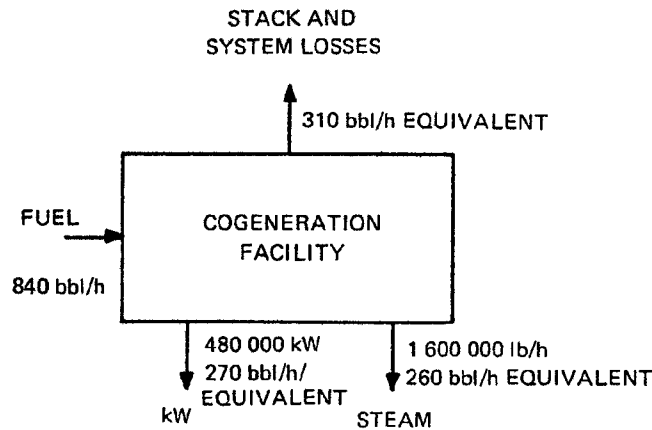 STACK AND
SYSTEM LOSSES
310 bbl/h EQUIVALENT
FUEL
840 bbl/h
COGENERATION
FACILITY
480 000 kW
270 bbl/h/
EQUIVALENT
kW
1 600 000 lb/h
260 bbl/h EQUIVALENT
STEAM